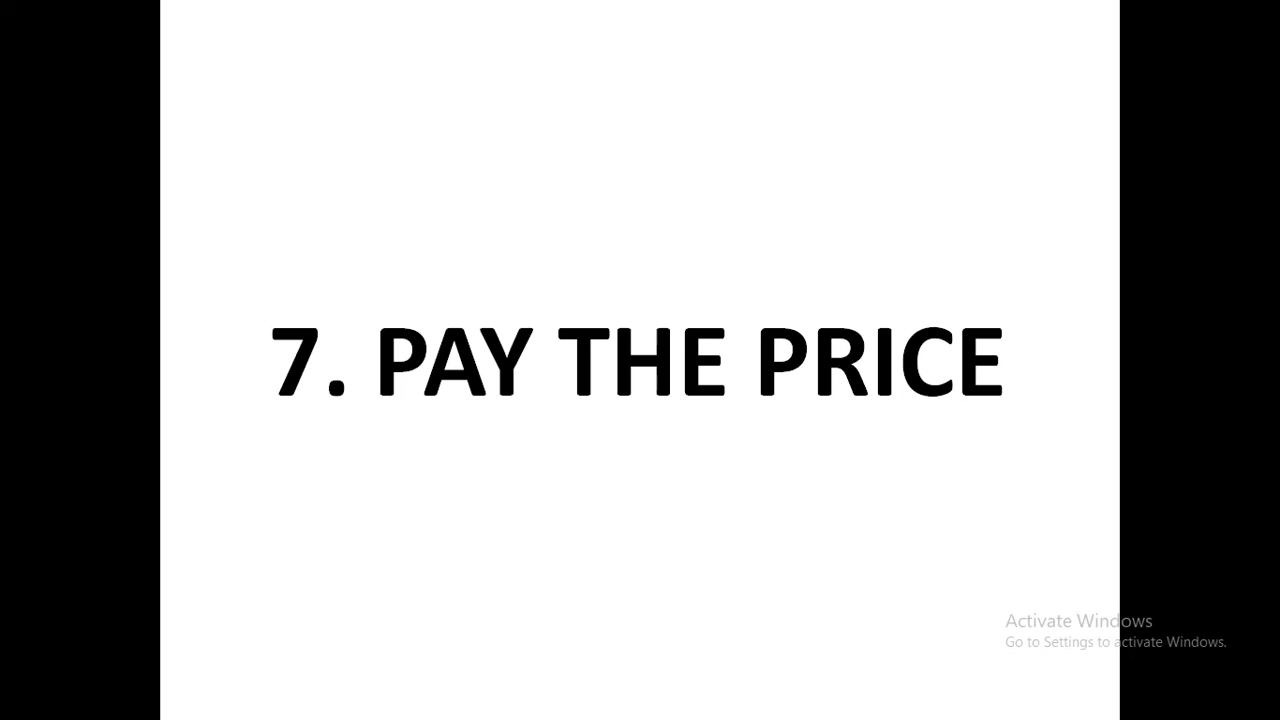 7. PAY THE PRICE
Activate Windows
Go to Settings to activate Windows.